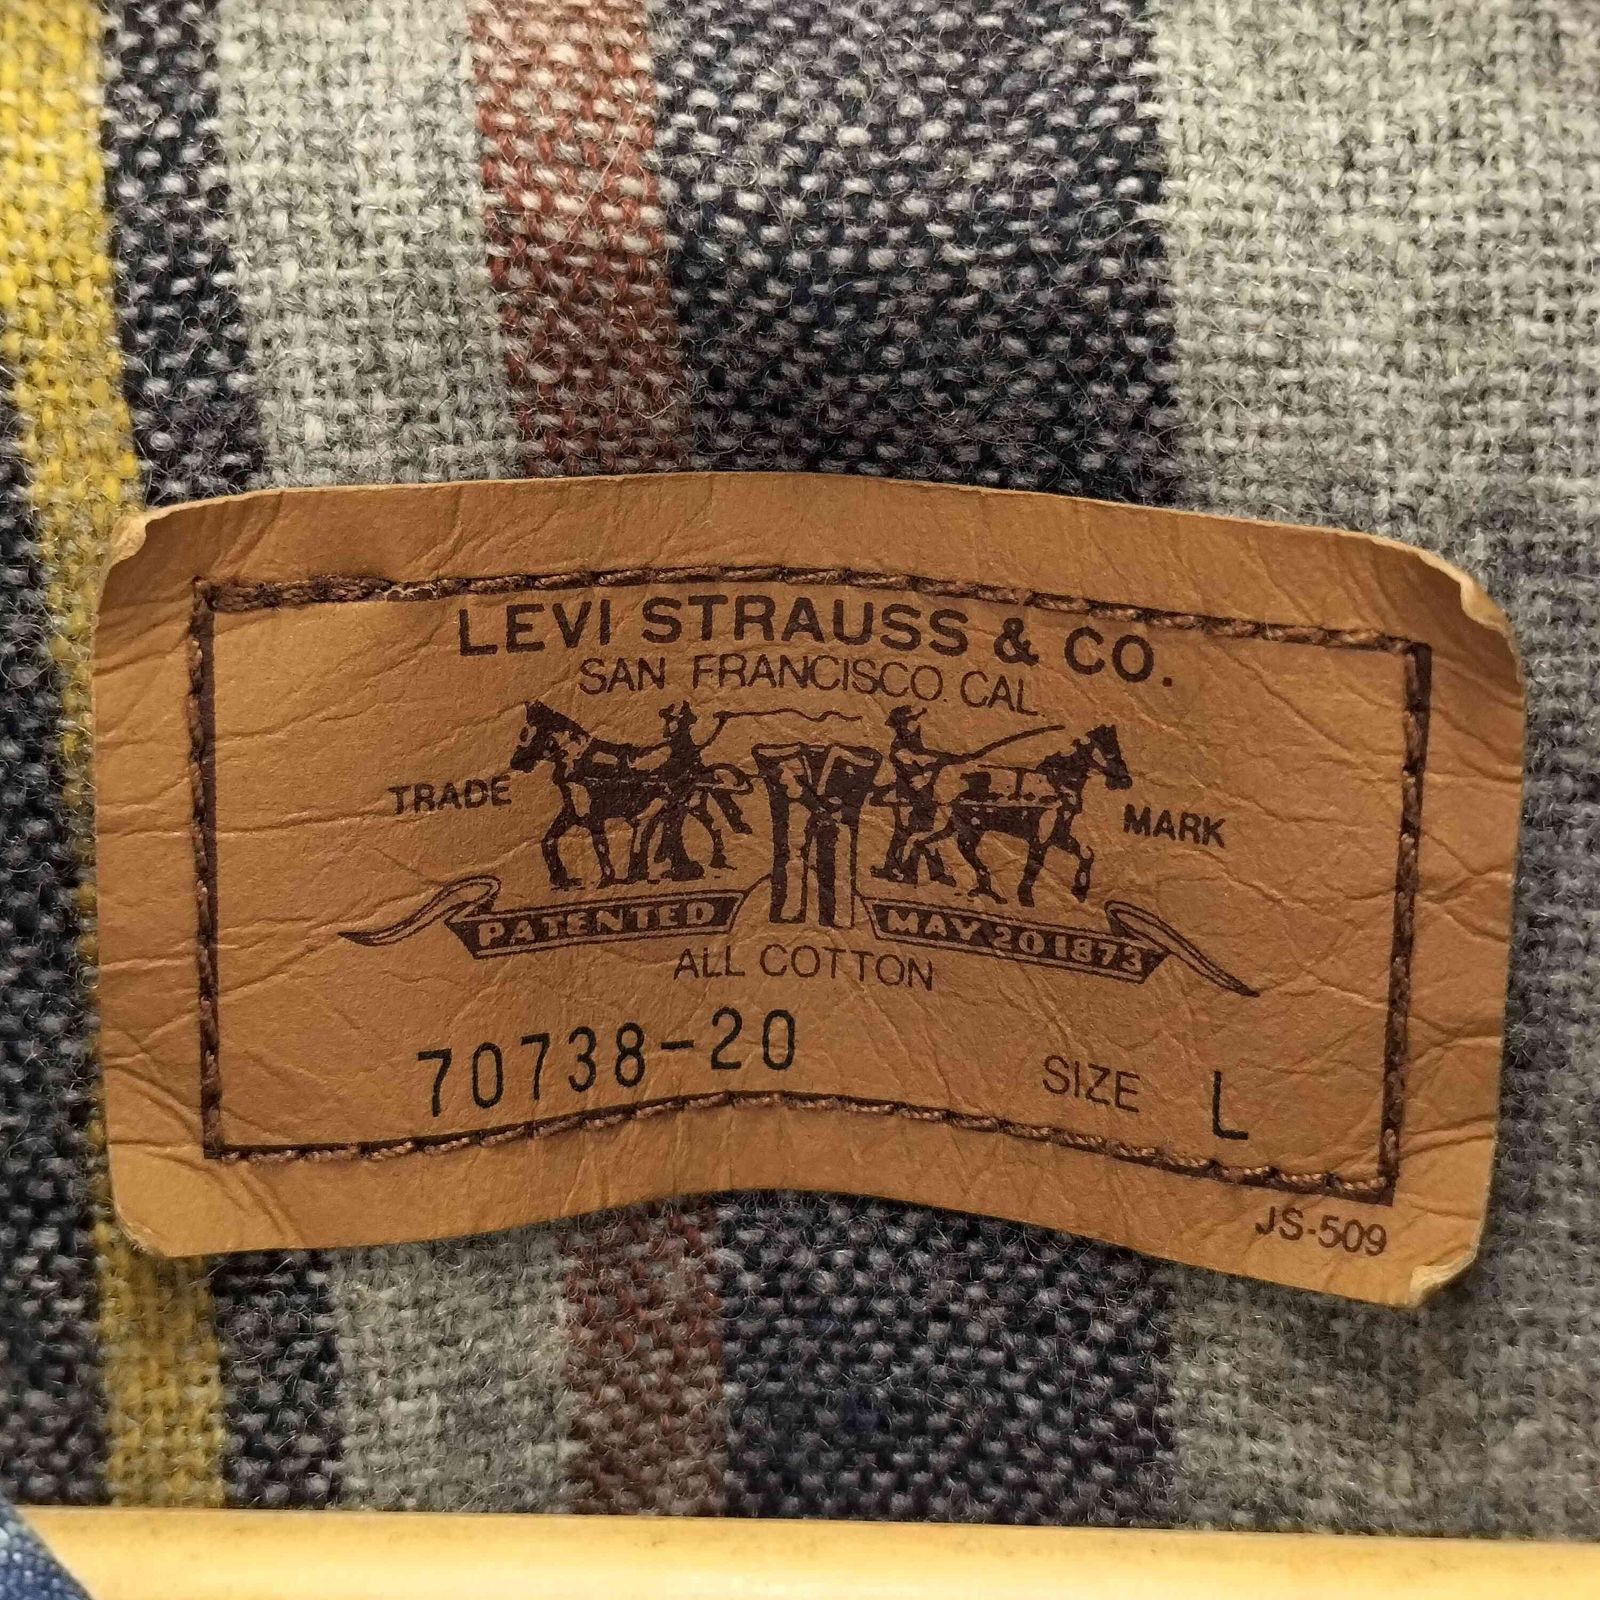 LEVI STRAUSS & CO.
SAN FRANCISCO. CAL.
TRADE MARK
PATENTED MAY 20 1873
ALL COTTON
70738-20 SIZE L
JS-509